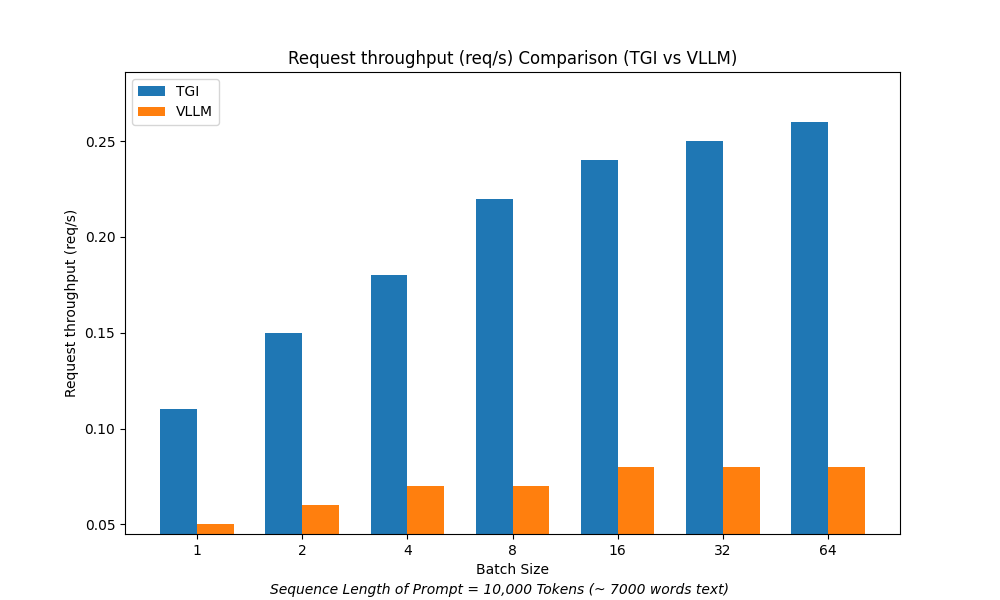 Request throughput (req/s) Comparison (TGI vs VLLM)
TGI
VLLM
Request throughput (req/s)
0.25
0.20
0.15
0.10
0.05
1 2 4 8 16 32 64
Batch Size
Sequence Length of Prompt = 10,000 Tokens (~ 7000 words text)